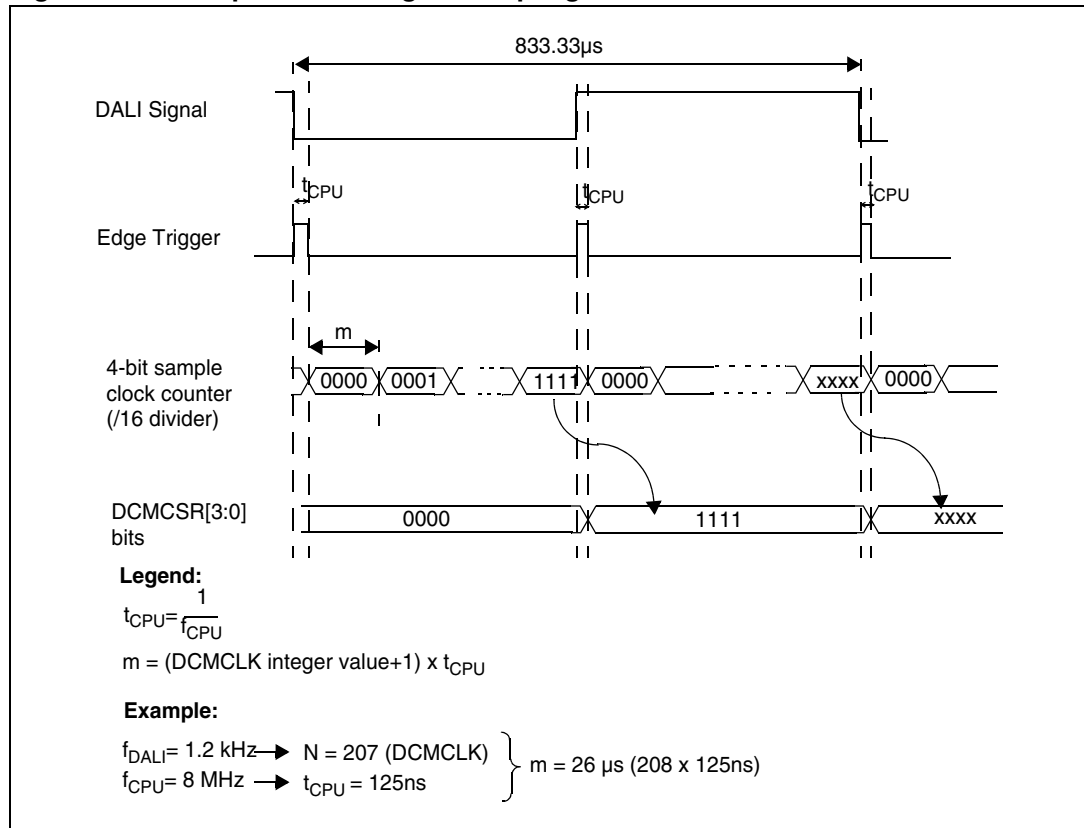 833.33µs
DALI Signal
tCPU tCPU tCPU
Edge Trigger
m
4-bit sample
clock counter
(/16 divider)
0000 0001 1111 0000 xxxx 0000
DCMCSR[3:0]
bits
0000 1111 xxxx
Legend:
tCPU= 1
fCPU
m = (DCMCLK integer value+1) x tCPU
Example:
fDALI= 1.2 kHz N = 207 (DCMCLK)
fCPU= 8 MHz tCPU = 125ns
m = 26 µs (208 x 125ns)